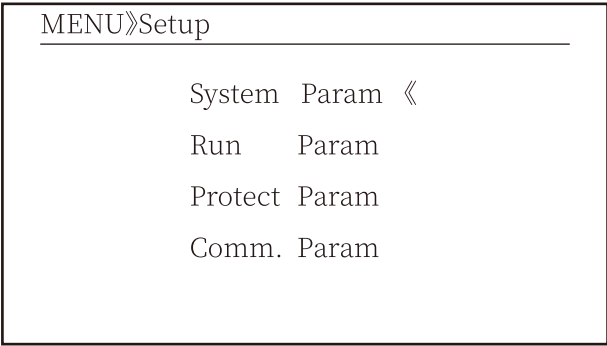 MENU》Setup
System Param 《
Run Param
Protect Param
Comm. Param